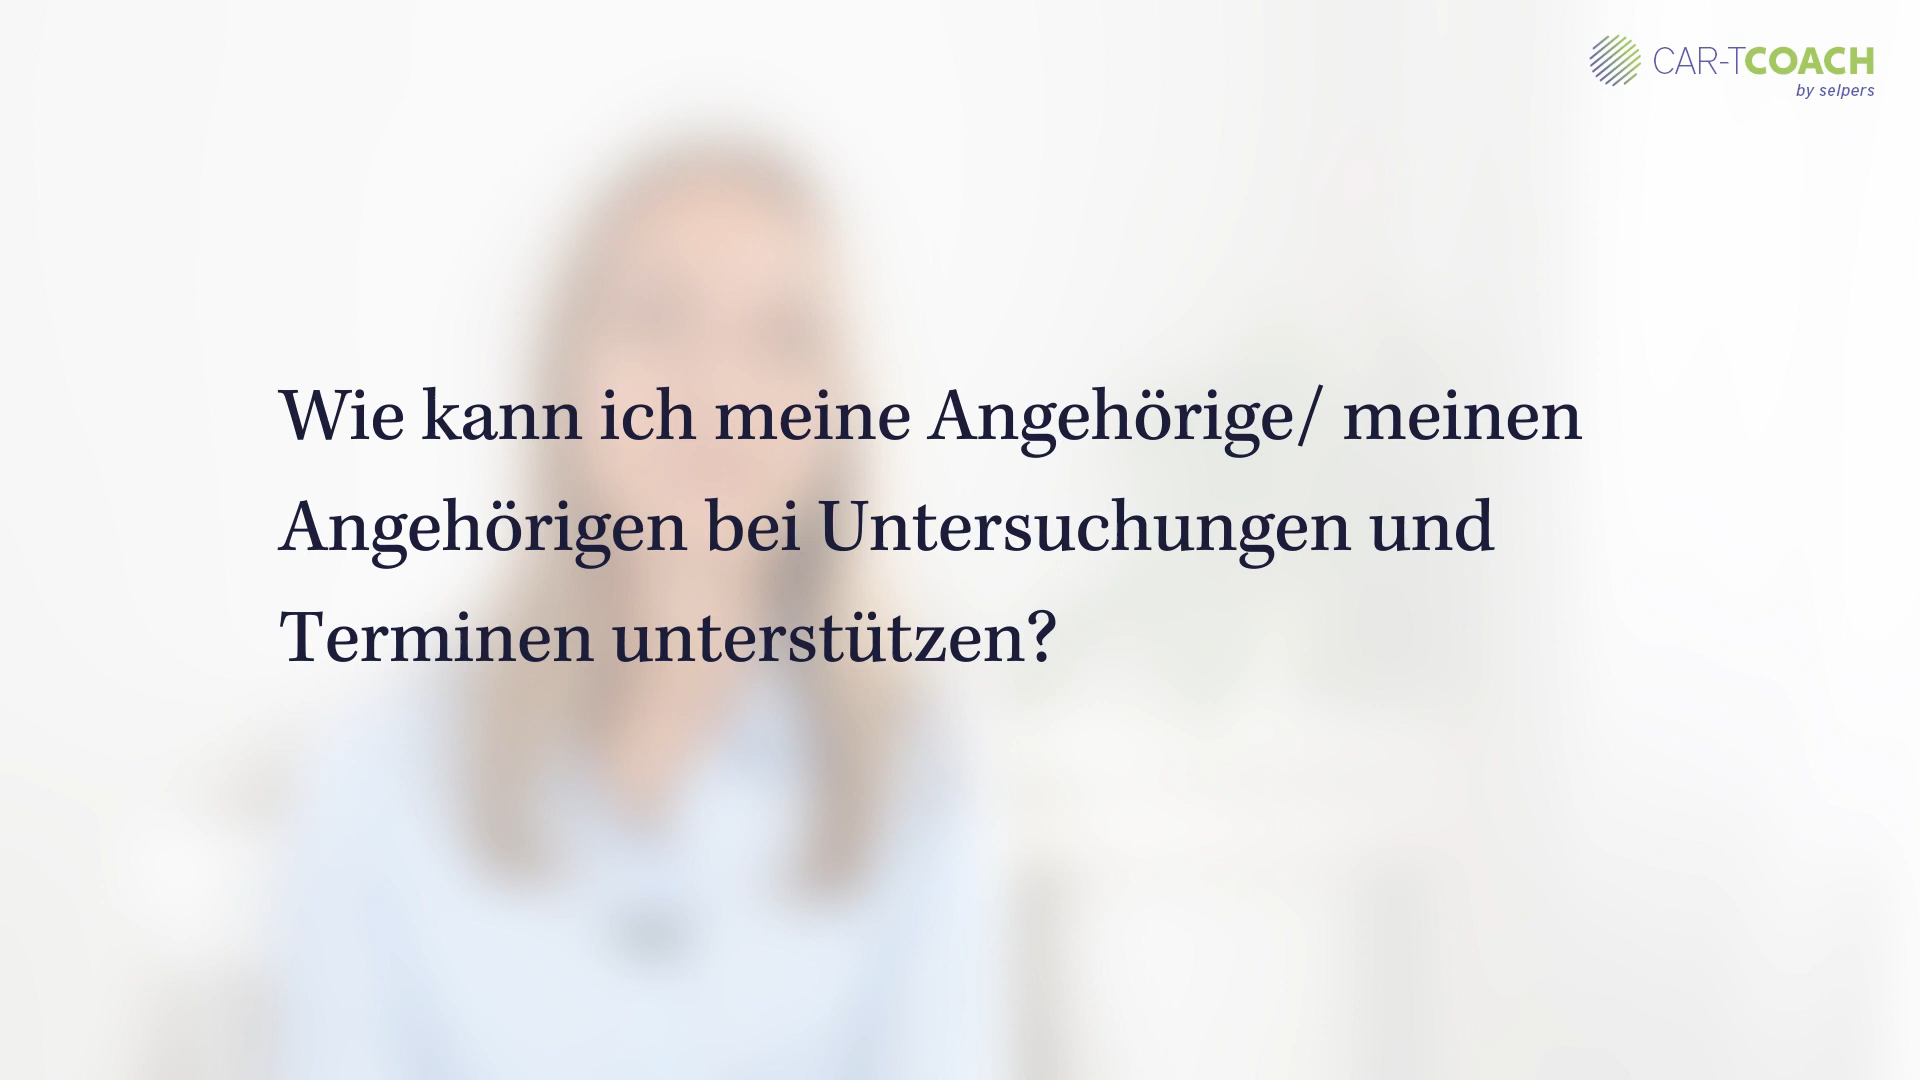 CAR-TCOACH
by selpers
Wie kann ich meine Angehörige/ meinen
Angehörigen bei Untersuchungen und
Terminen unterstützen?